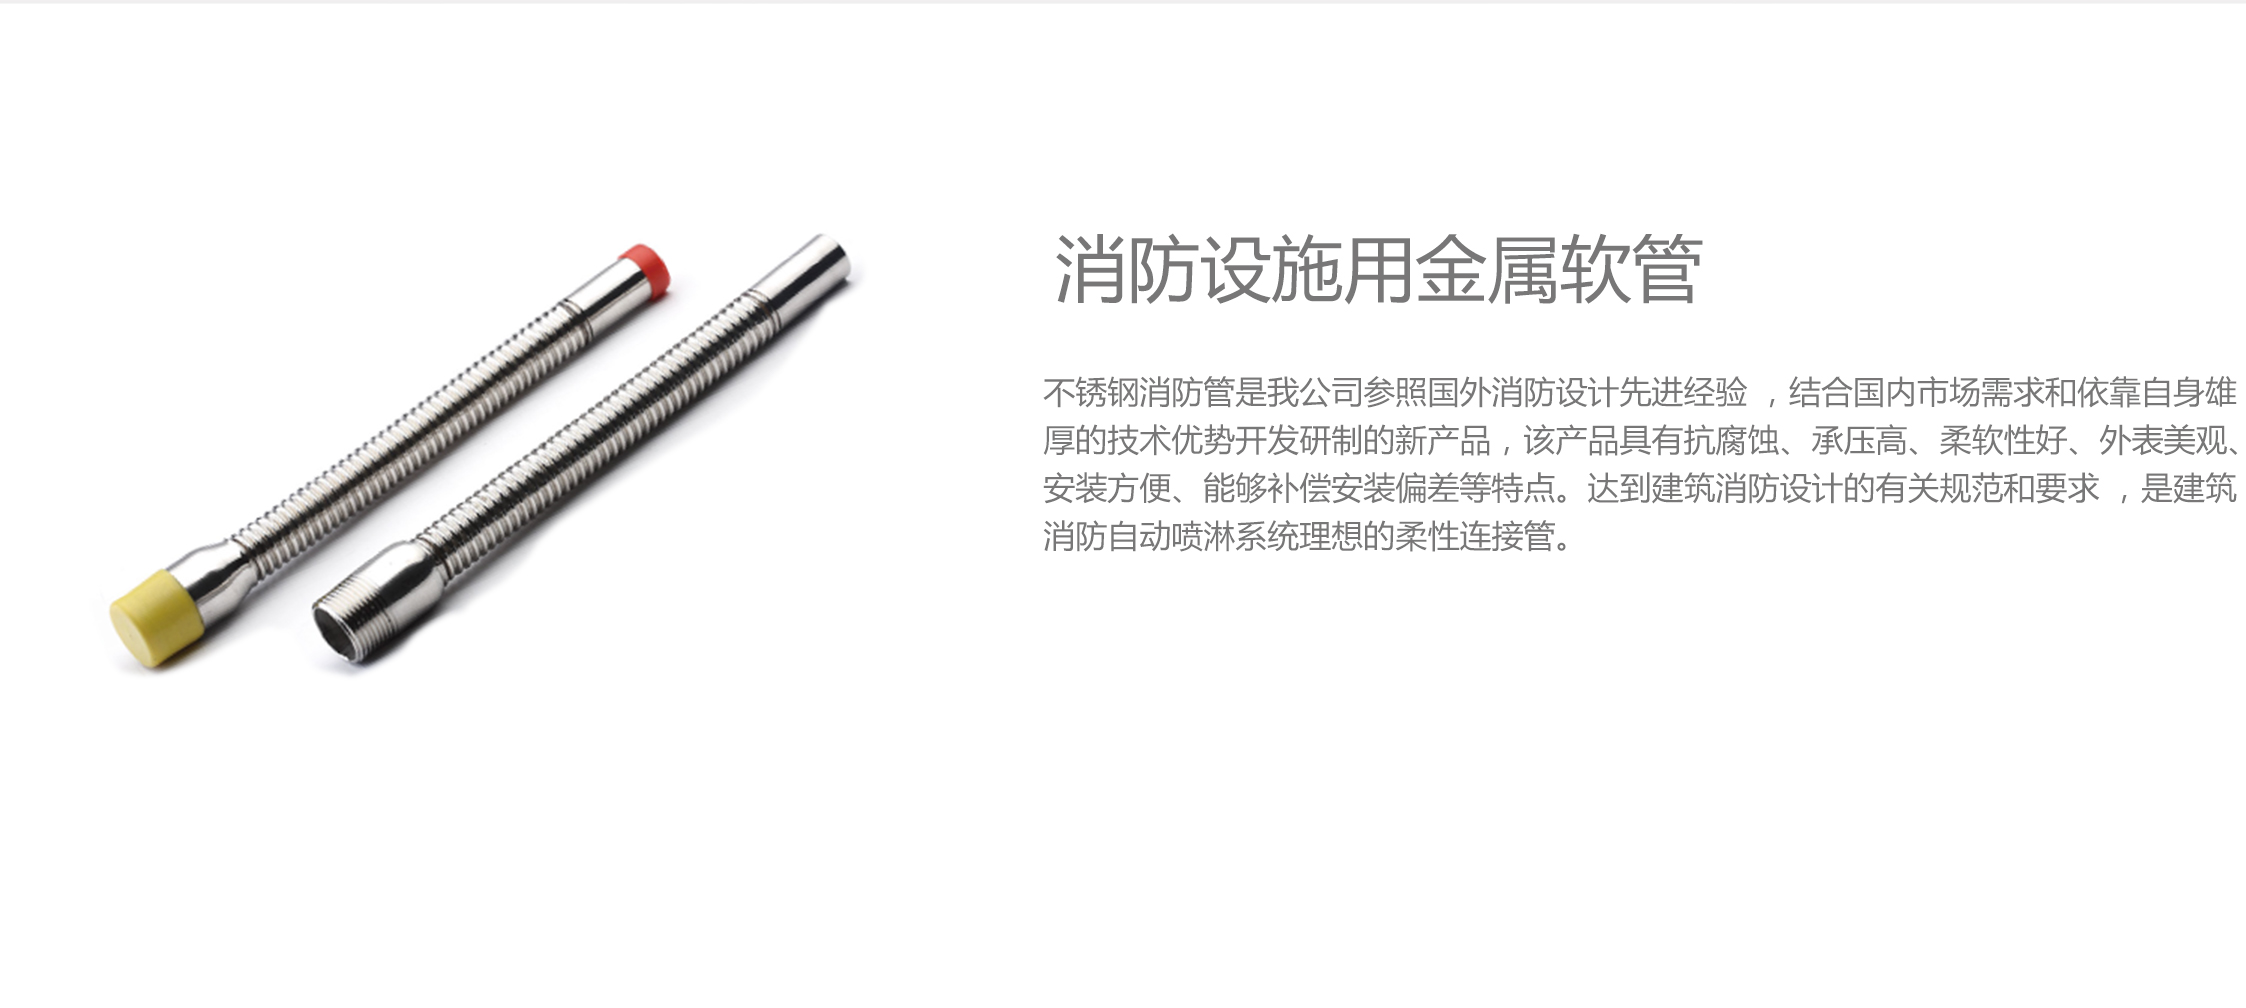 消防设施用金属软管
不锈钢消防管是我公司参照国外消防设计先进经验 ，结合国内市场需求和依靠自身雄
厚的技术优势开发研制的新产品，该产品具有抗腐蚀、承压高、柔软性好、外表美观、
安装方便、能够补偿安装偏差等特点。达到建筑消防设计的有关规范和要求 ，是建筑
消防自动喷淋系统理想的柔性连接管。